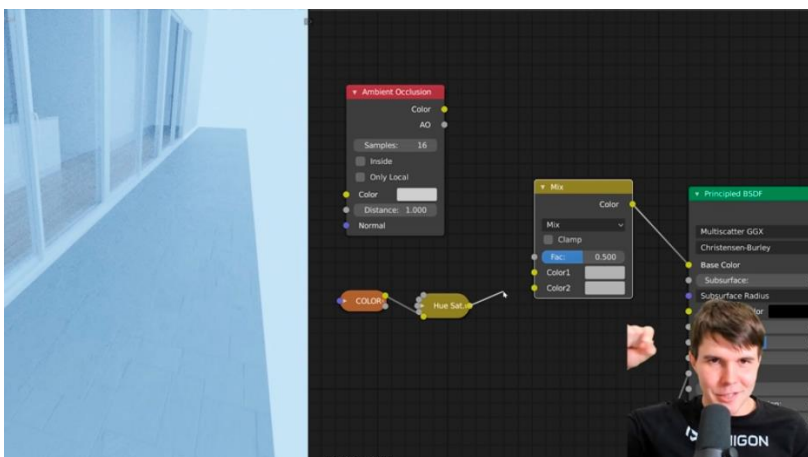 Ambient Occlusion
Color
AO
Samples: 16
Inside
Only Local
Color
Distance: 1.000
Normal
COLOR
Hue Sat.
Mix
Color
Mix
Clamp
Fac: 0.500
Color1
Color2
Principled BSDF
Multiscatter GGX
Christensen-Burley
Base Color
Subsurface:
Subsurface Radius